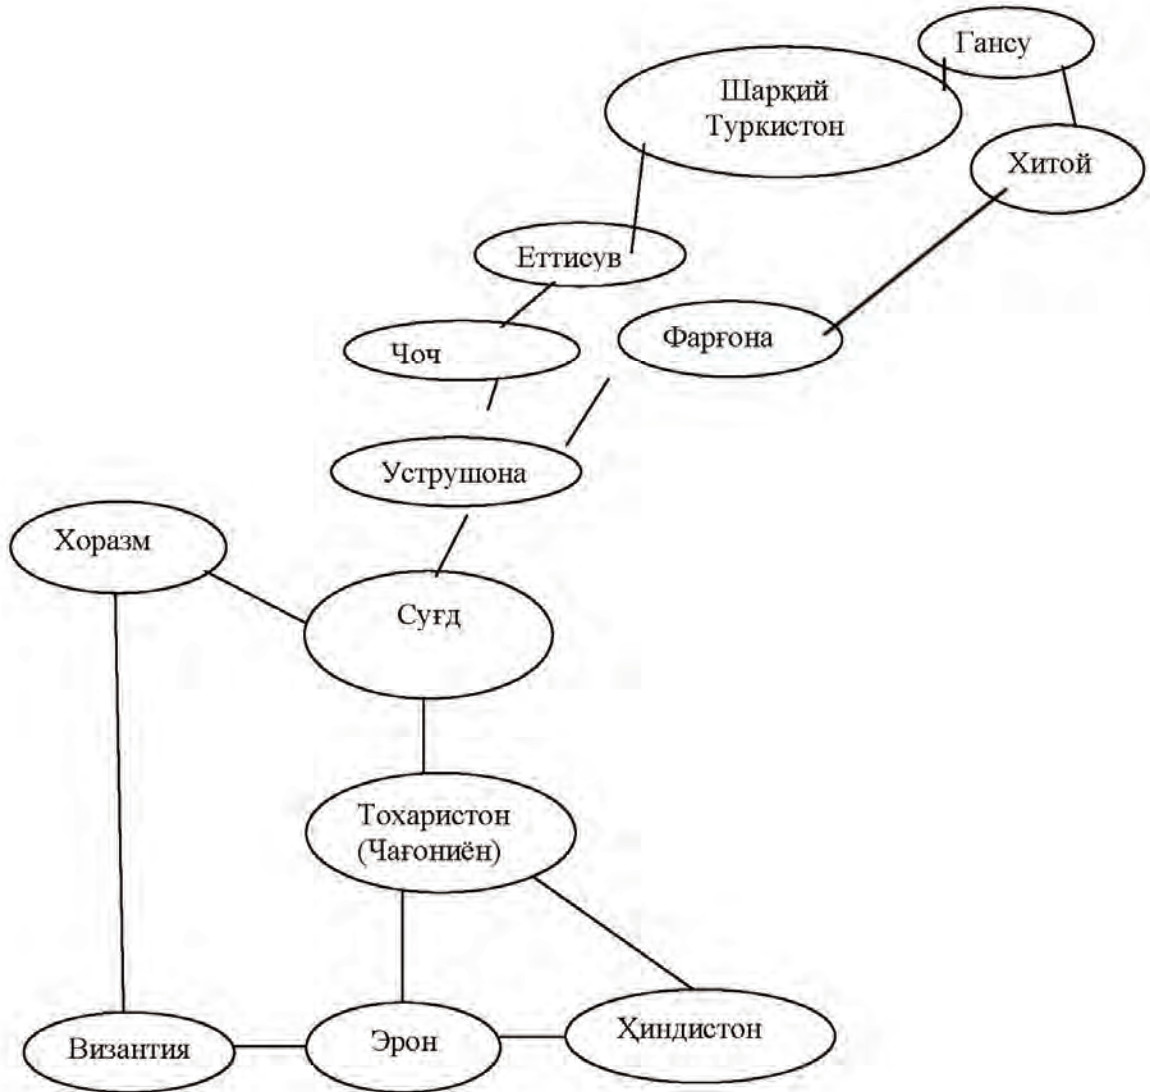 Гансу
Шарқий
Туркистон
Хитой
Еттисув
Чоч
Фарғона
Уструшона
Хоразм
Суғд
Тохаристон
(Чағониён)
Византия
Эрон
Ҳиндистон